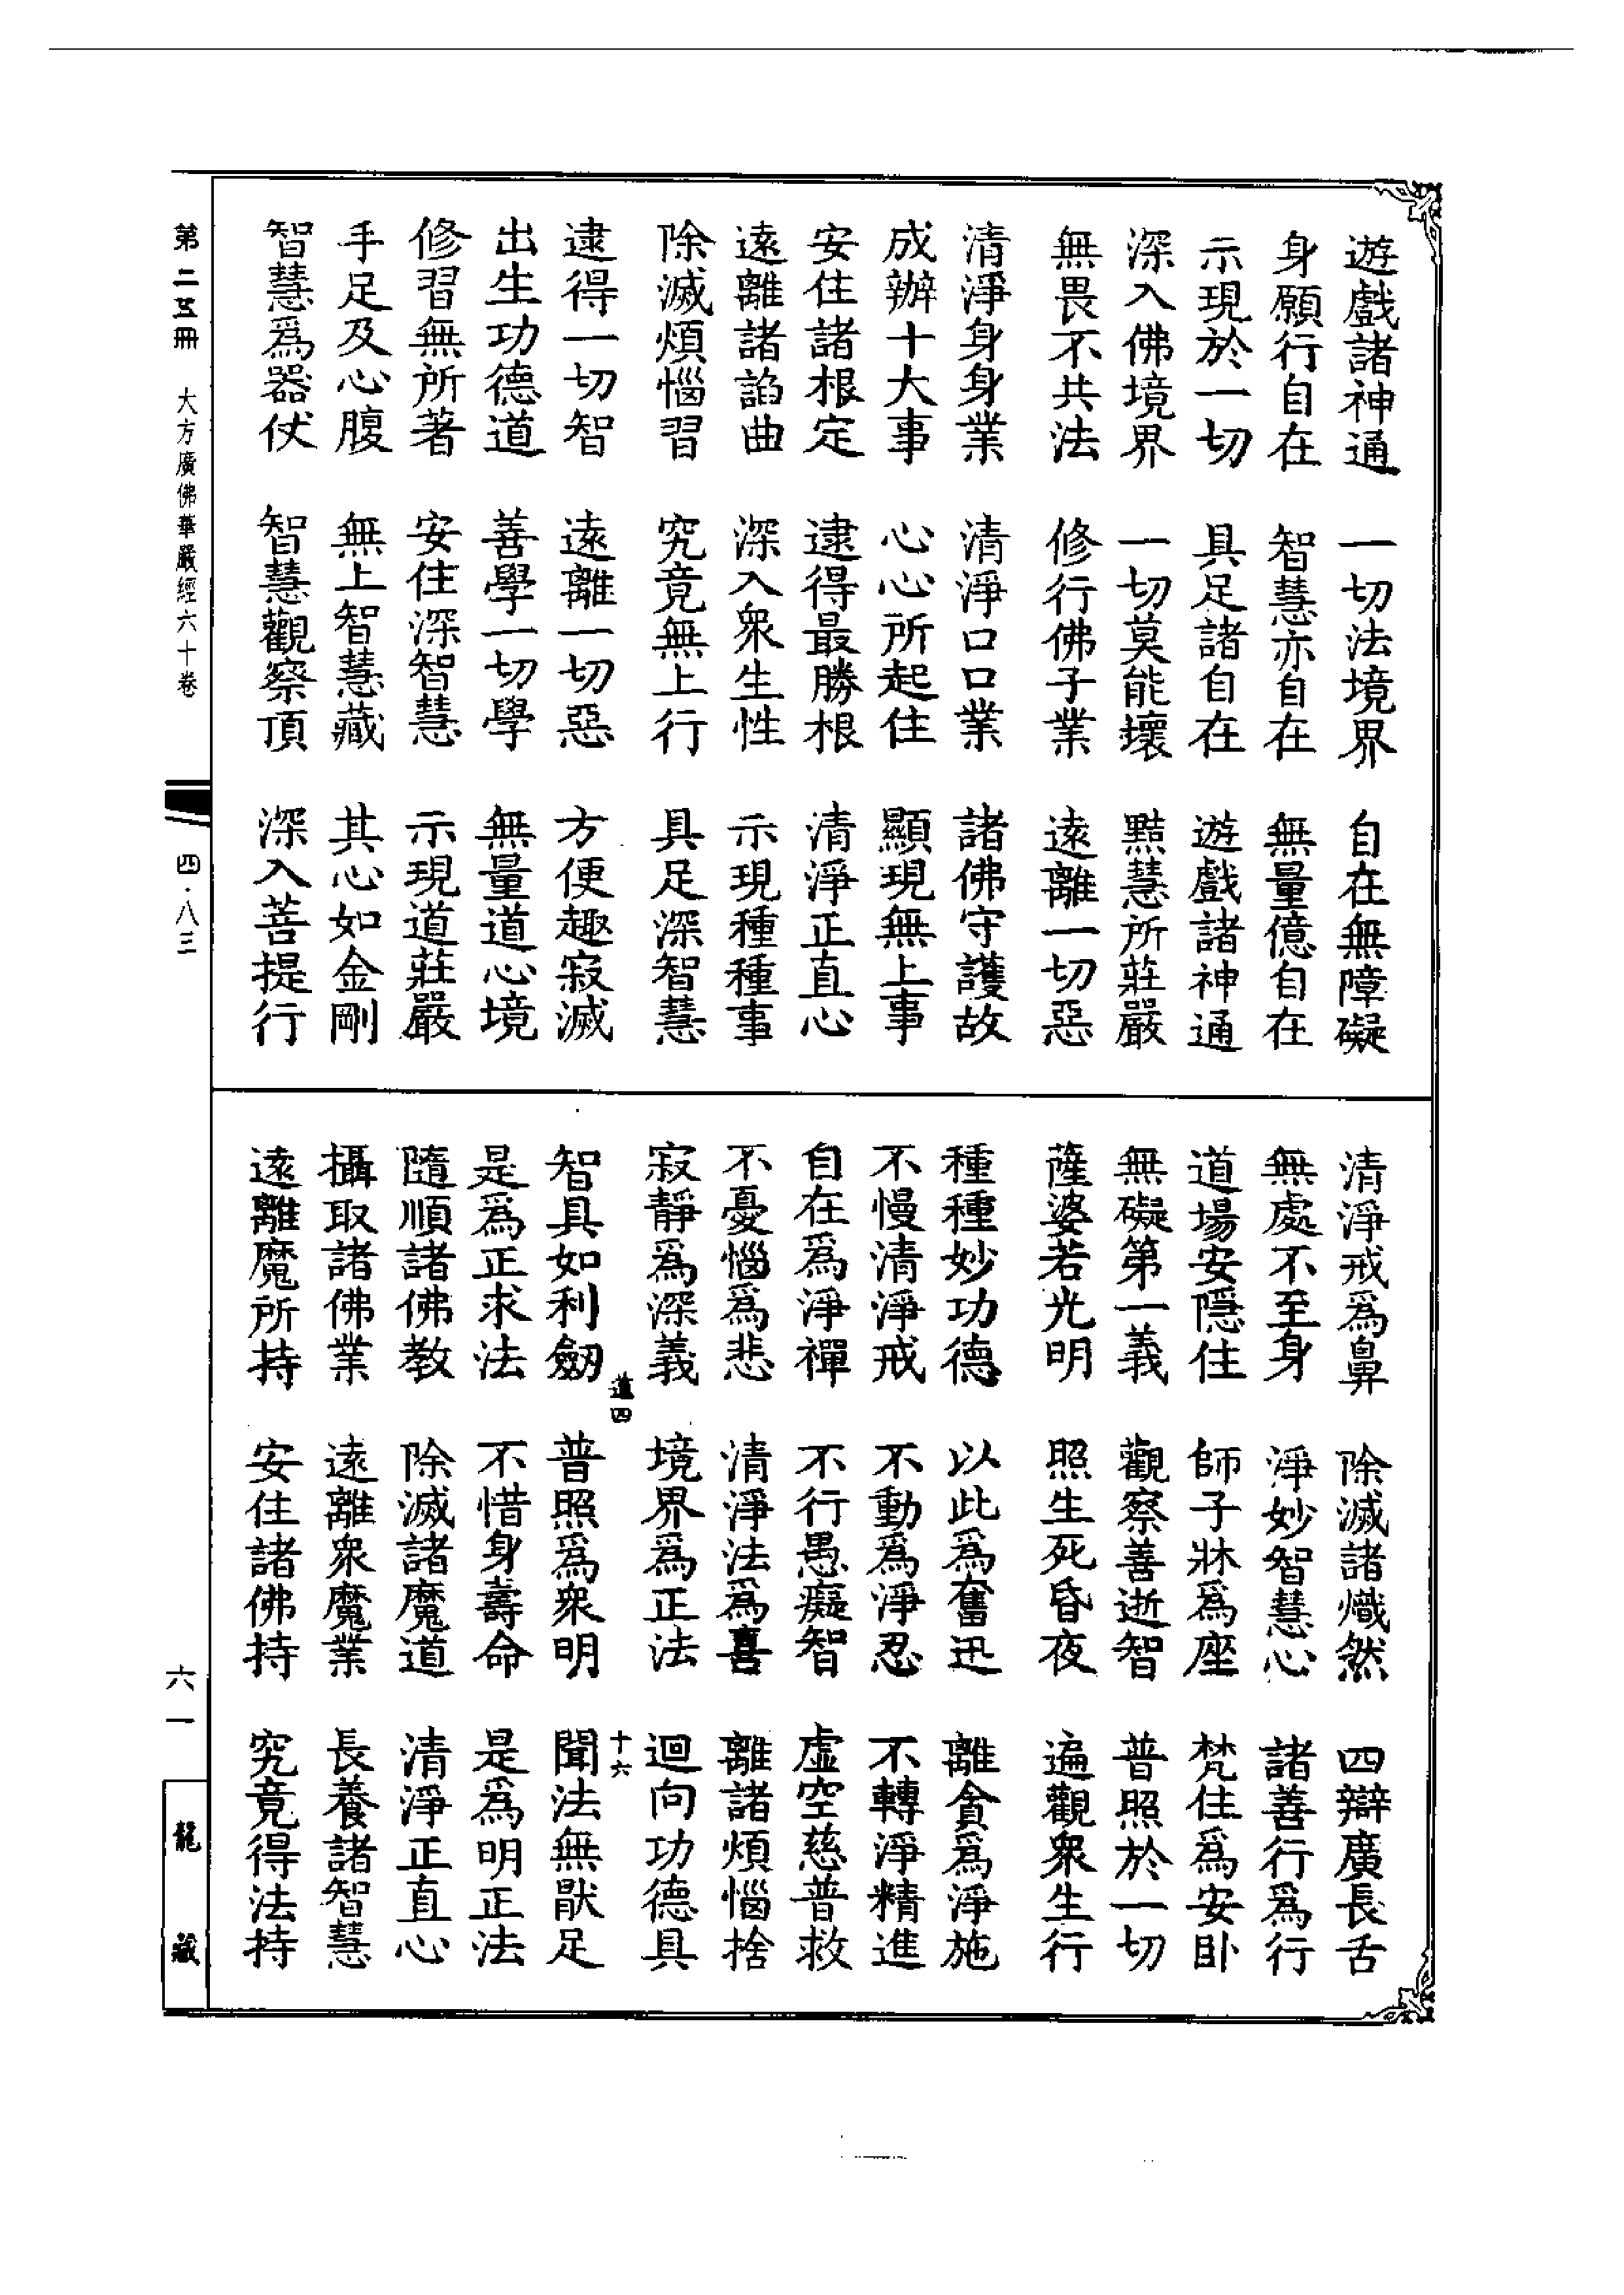 遊戲諸神通　一切法境界　自在無障礙
身願行自在　智慧亦自在　無量億自在
示現於一切　具足諸自在　遊戲諸神通
深入佛境界　一切莫能壞　黠慧所莊嚴
無畏不共法　修行佛子業　遠離一切惡
清淨身身業　清淨口口業　諸佛守護故
成辦十大事　心心所起住　顯現無上事
安住諸根定　逮得最勝根　清淨正直心
遠離諸諂曲　深入衆生性　示現種種事
除滅煩惱習　究竟無上行　具足深智慧
逮得一切智　遠離一切惡　方便趣寂滅
出生功德道　善學一切學　無量道心境
修習無所著　安住深智慧　示現道莊嚴
手足及心腹　無上智慧藏　其心如金剛
智慧爲器仗　智慧觀察頂　深入菩提行
清淨戒爲鼻　除滅諸熾然　四辯廣長舌
無處不至身　淨妙智慧心　諸善行爲行
道場安隱住　師子牀爲座　梵住爲安卧
無礙第一義　觀察善逝智　普照於一切
薩婆若光明　照生死昏夜　遍觀衆生行
種種妙功德　以此爲奮迅　離貪爲淨施
不慢清淨戒　不動爲淨忍　不轉淨精進
自在爲淨禪　不行愚癡智　虛空慈普救
不憂惱爲悲　清淨法爲喜　離諸煩惱捨
寂靜爲深義　境界爲正法　迴向功德具
道四　十六
智具如利劒　普照爲衆明　聞法無猒足
是爲正求法　不惜身壽命　是爲明正法
隨順諸佛教　除滅諸魔道　清淨正直心
攝取諸佛業　遠離衆魔業　長養諸智慧
遠離魔所持　安住諸佛持　究竟得法持
第二五冊　大方廣佛華嚴經六十卷　四·八三　六一　龍藏